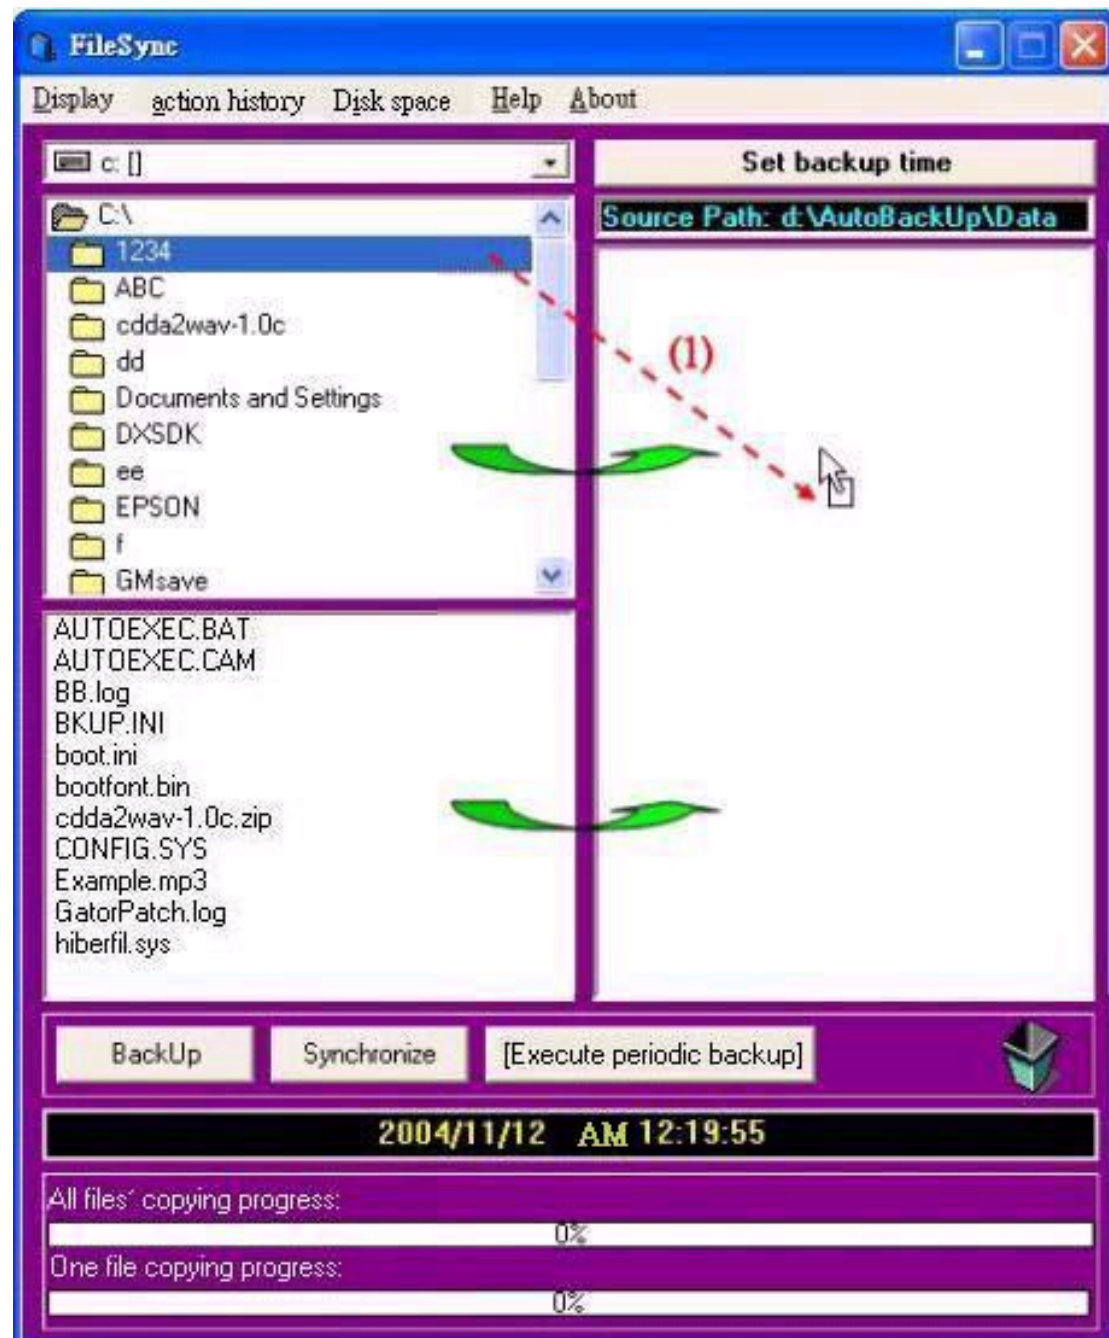 FileSync
Display action history Disk space Help About
c: []
Set backup time
C:\
Source Path: d:\AutoBackUp\Data
1234
ABC
cdda2wav-1.0c
dd
(1)
Documents and Settings
DXSDK
ee
EPSON
f
GMsave
AUTOEXEC.BAT
AUTOEXEC.CAM
BB.log
BKUP.INI
boot.ini
bootfont.bin
cdda2wav-1.0c.zip
CONFIG.SYS
Example.mp3
GatorPatch.log
hiberfil.sys
BackUp Synchronize [Execute periodic backup]
2004/11/12 AM 12:19:55
All files' copying progress:
0%
One file copying progress:
0%